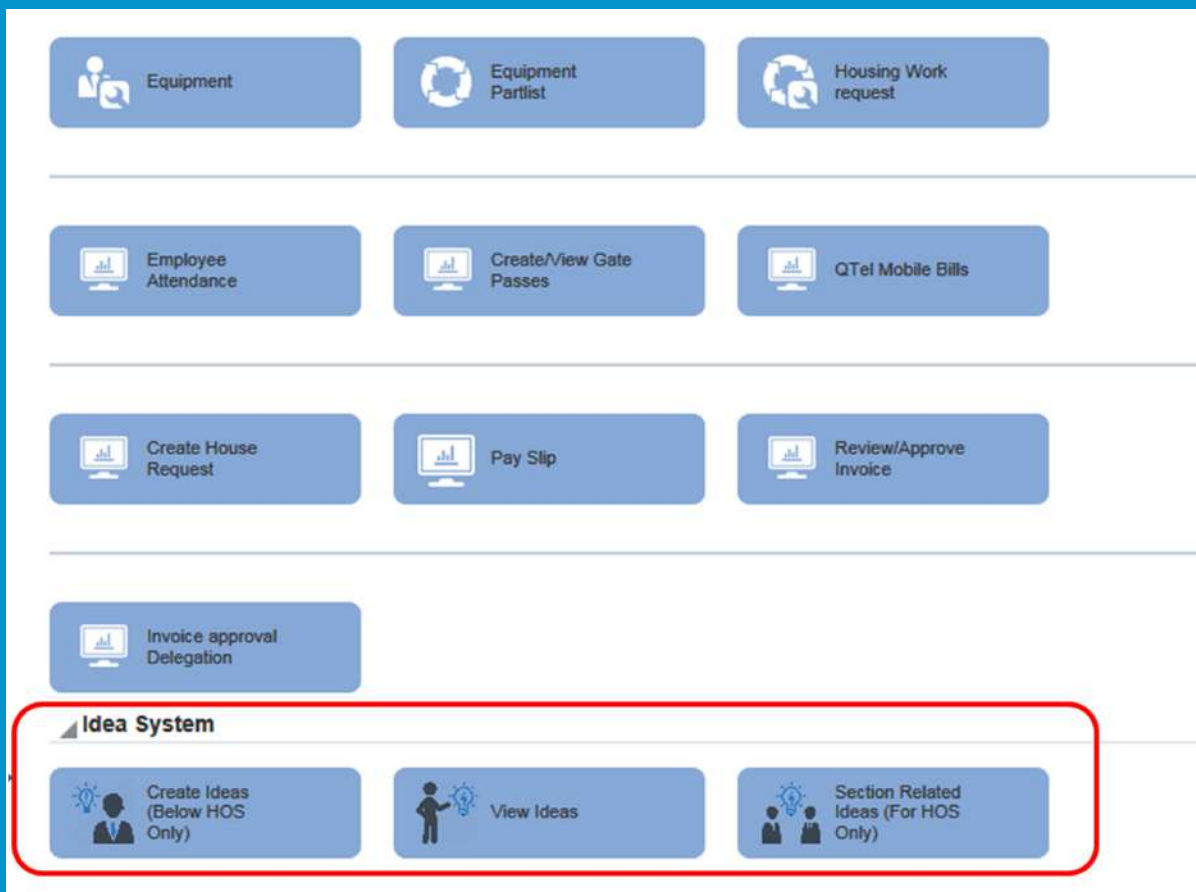 Equipment
Equipment
Partlist
Housing Work
request
Employee
Attendance
Create/View Gate
Passes
QTel Mobile Bills
Create House
Request
Pay Slip
Review/Approve
Invoice
Invoice approval
Delegation
Idea System
Create Ideas
(Below HOS
Only)
View Ideas
Section Related
Ideas (For HOS
Only)